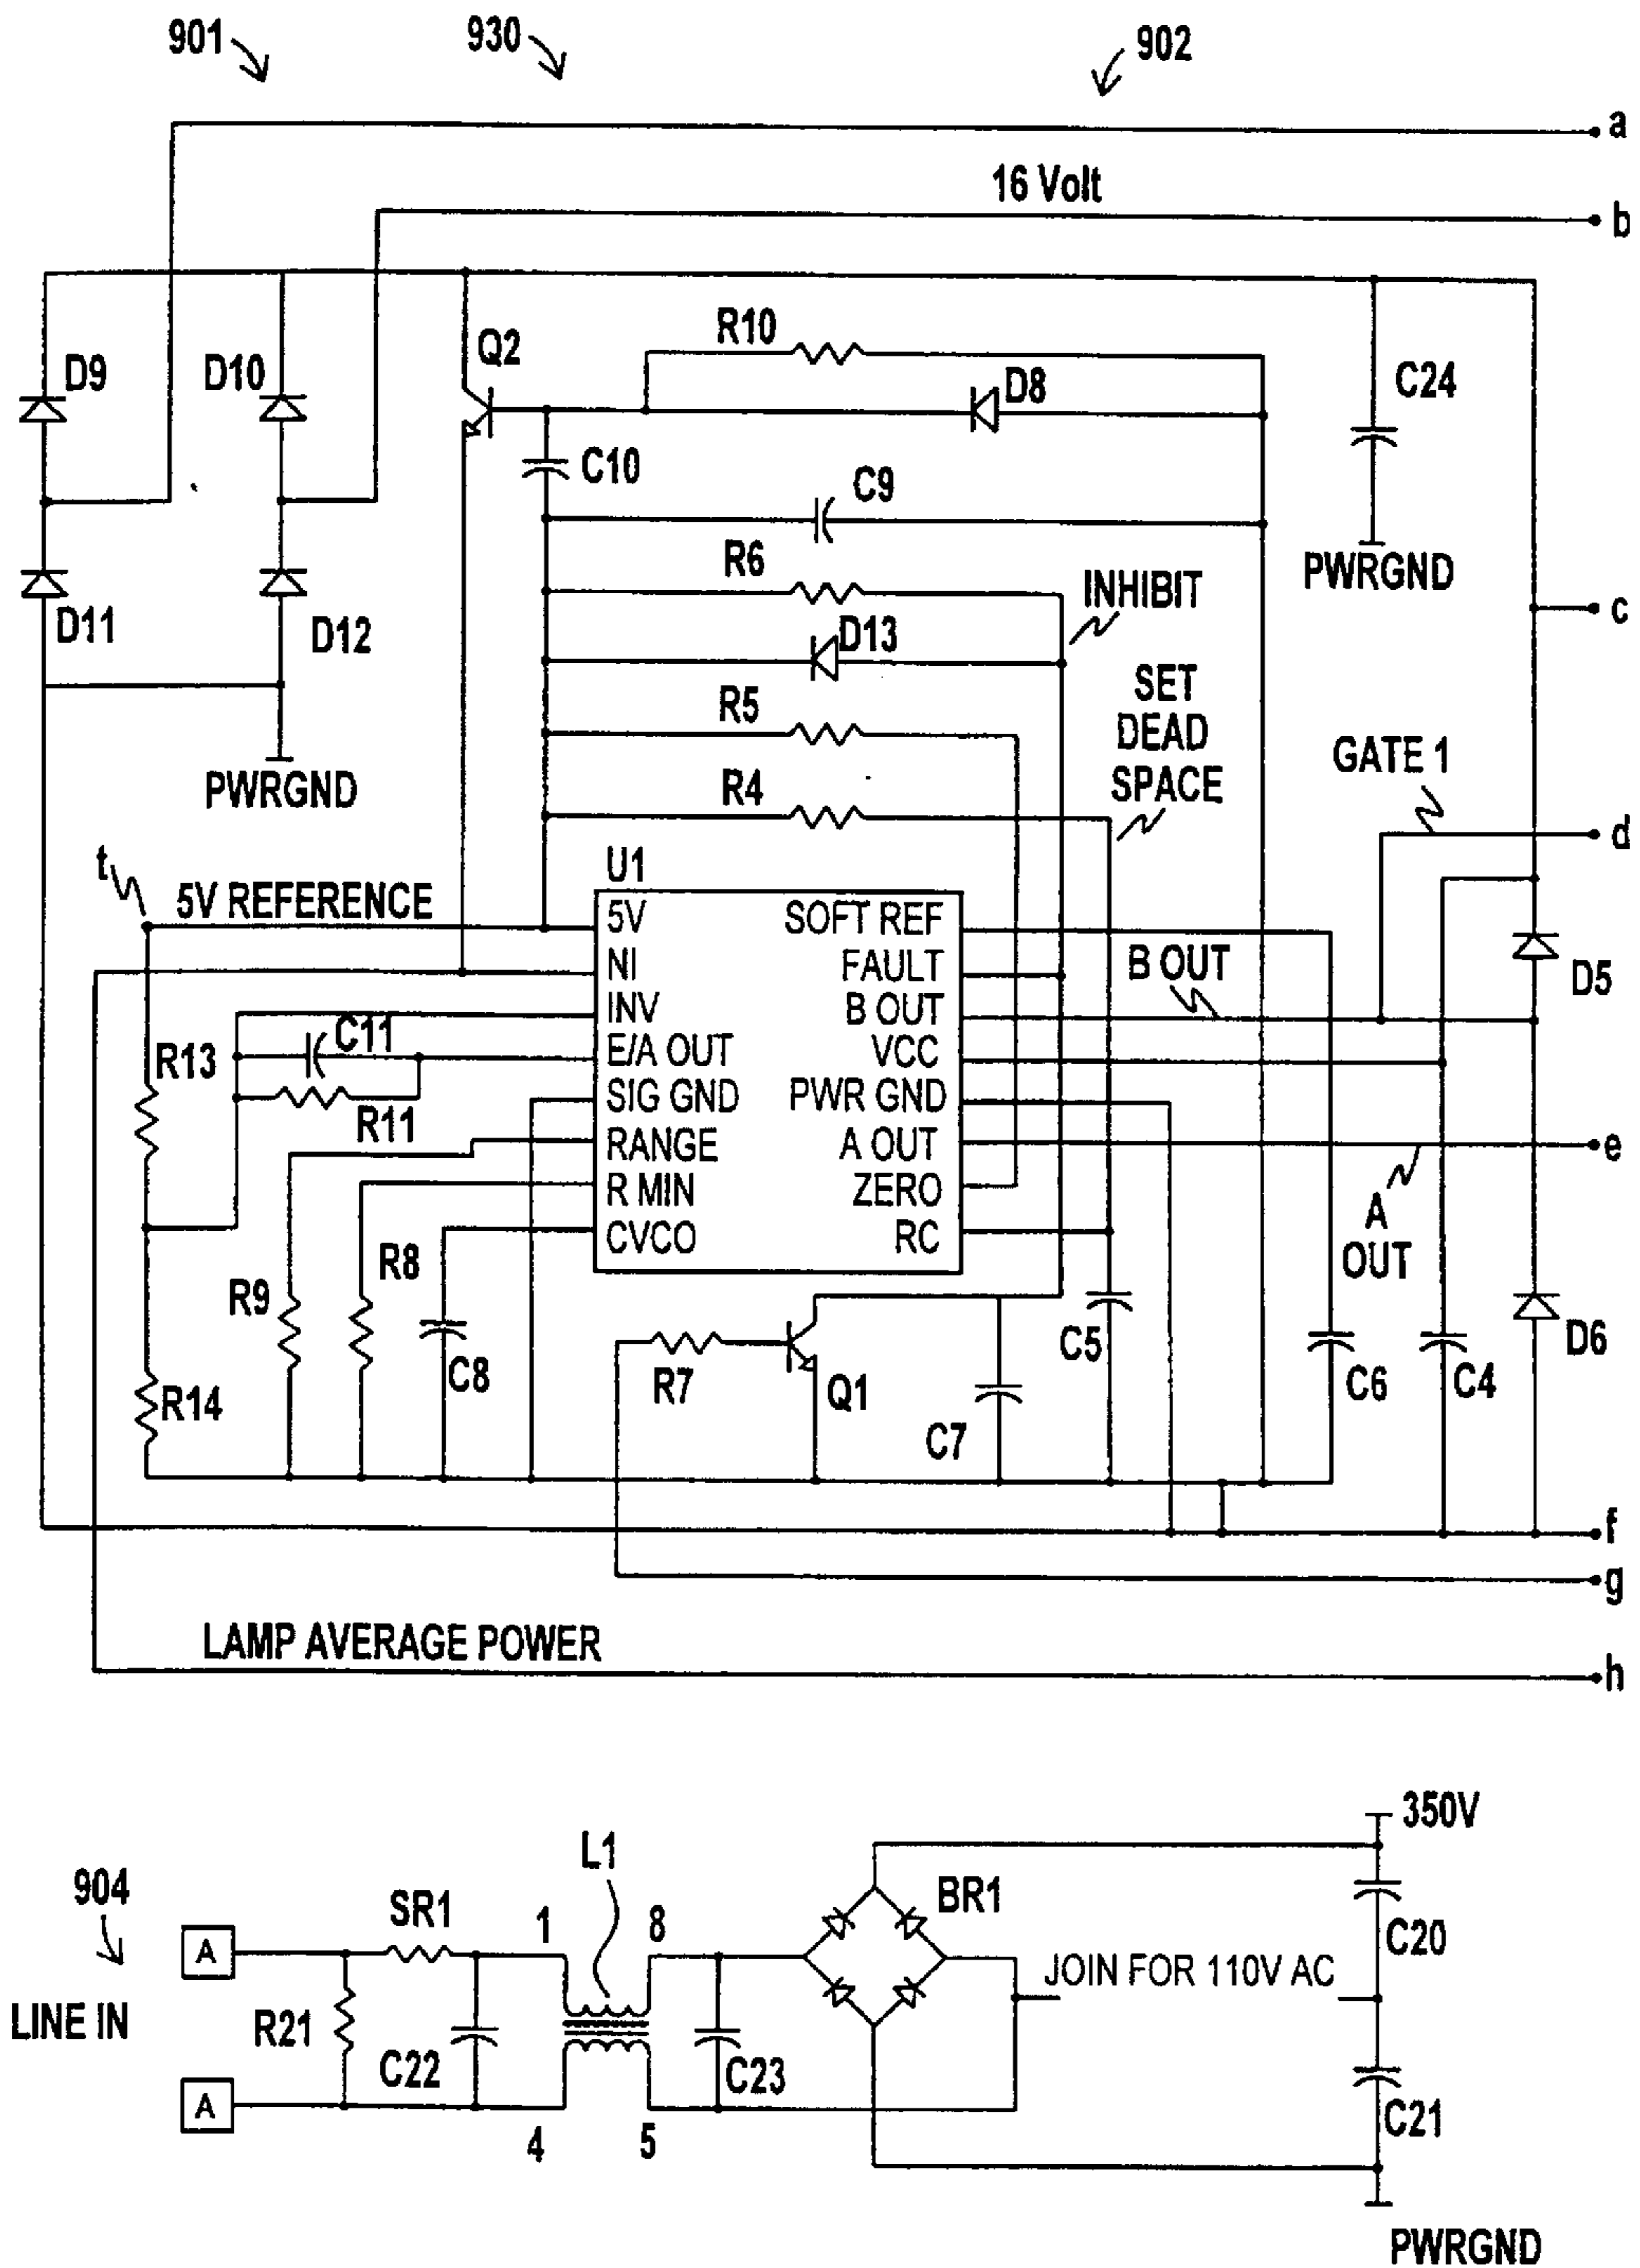 901
930
902
a
16 Volt
b
R10
Q2
D9
D10
D8
C24
C10
C9
R6
INHIBIT
PWRGND
c
D11
D12
D13
SET
DEAD
SPACE
R5
GATE 1
PWRGND
R4
d
t
U1
5V REFERENCE
5V
SOFT REF
NI
FAULT
B OUT
D5
INV
B OUT
C11
E/A OUT
VCC
R13
SIG GND
PWR GND
R11
RANGE
A OUT
e
R MIN
ZERO
A
OUT
CVCO
RC
R8
R9
C8
R7
Q1
C5
C6
C4
D6
R14
C7
f
g
LAMP AVERAGE POWER
h
350V
L1
904
SR1
1
8
BR1
C20
A
JOIN FOR 110V AC
LINE IN
R21
C22
C23
A
C21
4
5
PWRGND